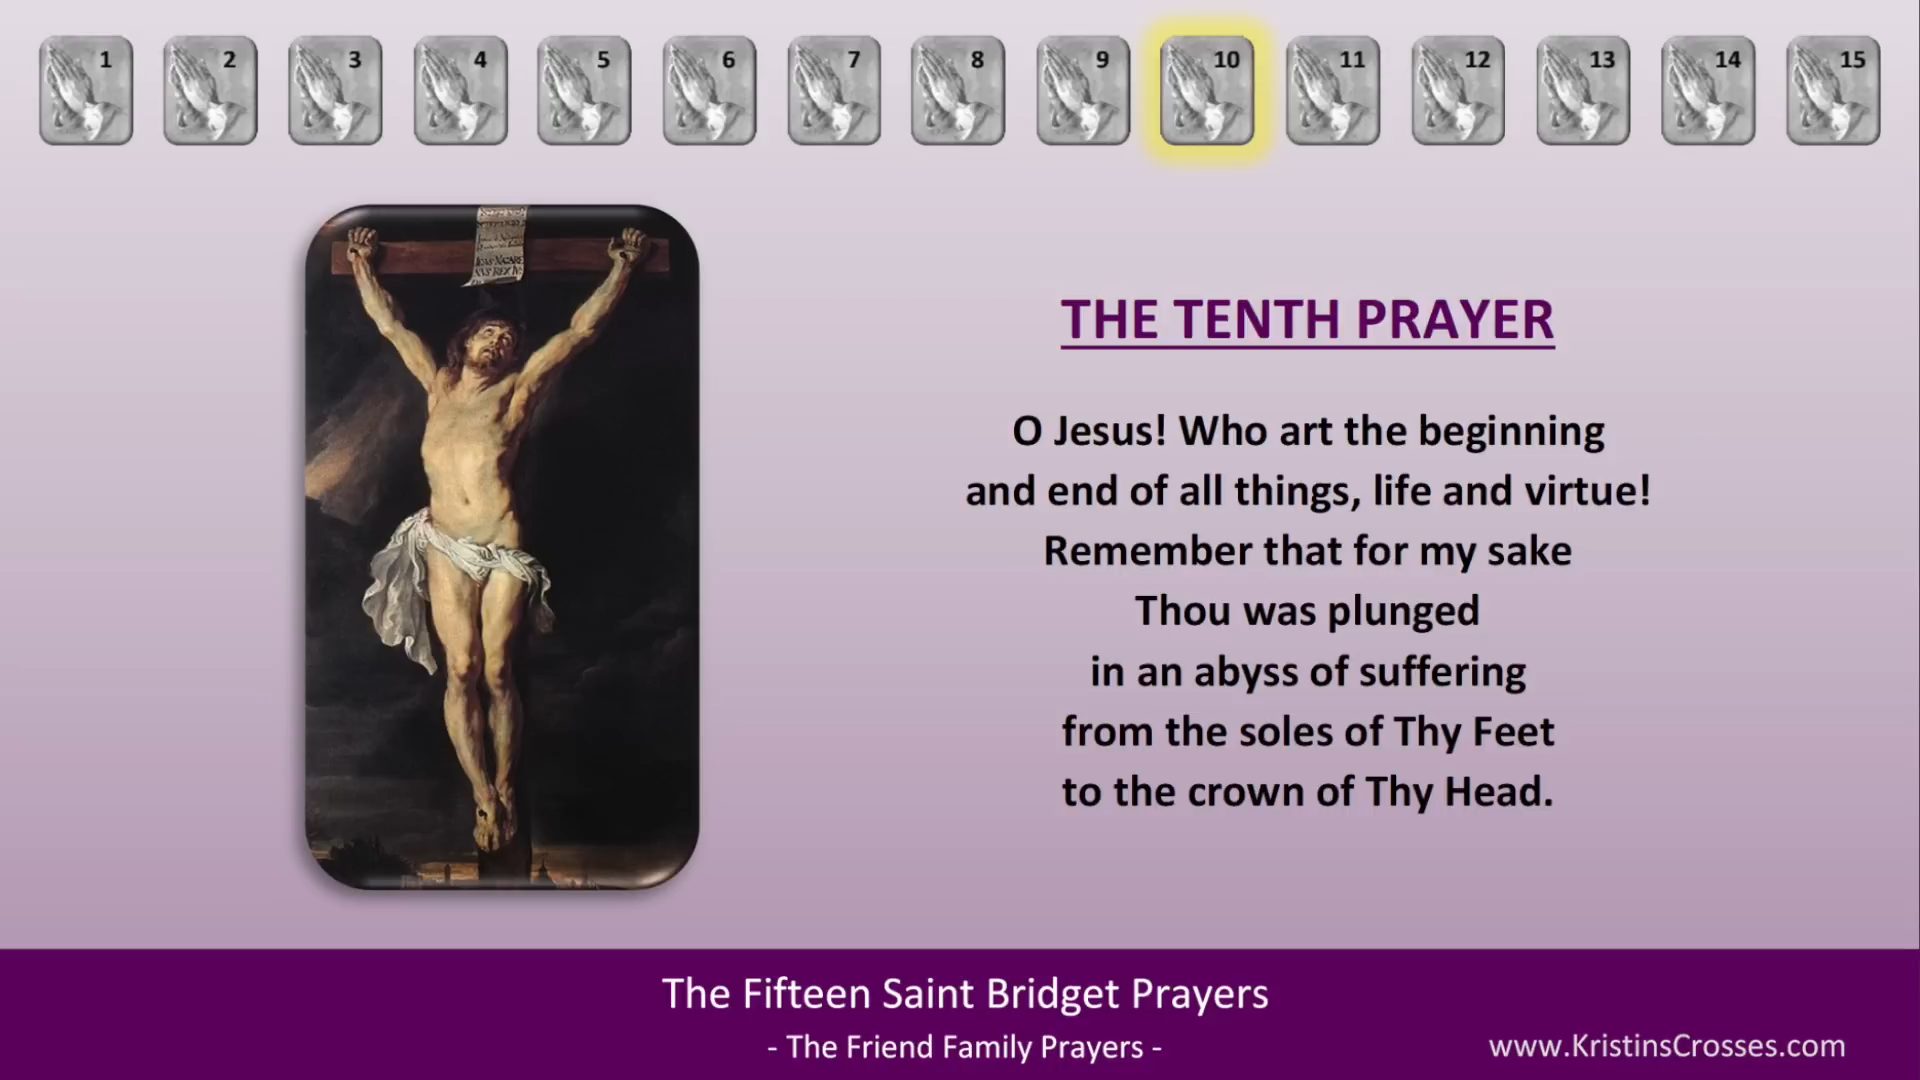 1 2 3 4 5 6 7 8 9 10 11 12 13 14 15
THE TENTH PRAYER
O Jesus! Who art the beginning
and end of all things, life and virtue!
Remember that for my sake
Thou was plunged
in an abyss of suffering
from the soles of Thy Feet
to the crown of Thy Head.
The Fifteen Saint Bridget Prayers
- The Friend Family Prayers -
www.KristinsCrosses.com